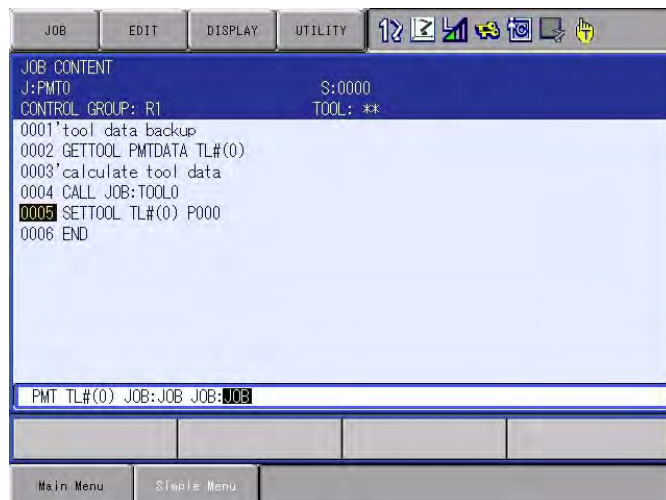 JOB EDIT DISPLAY UTILITY
JOB CONTENT
J:PMT0 S:0000
CONTROL GROUP: R1 TOOL: **
0001'tool data backup
0002 GETTOOL PMTDATA TL#(0)
0003'calculate tool data
0004 CALL JOB:TOOL0
0005 SETTOOL TL#(0) P000
0006 END
PMT TL#(0) JOB:JOB JOB:JOB
Main Menu Simple Menu